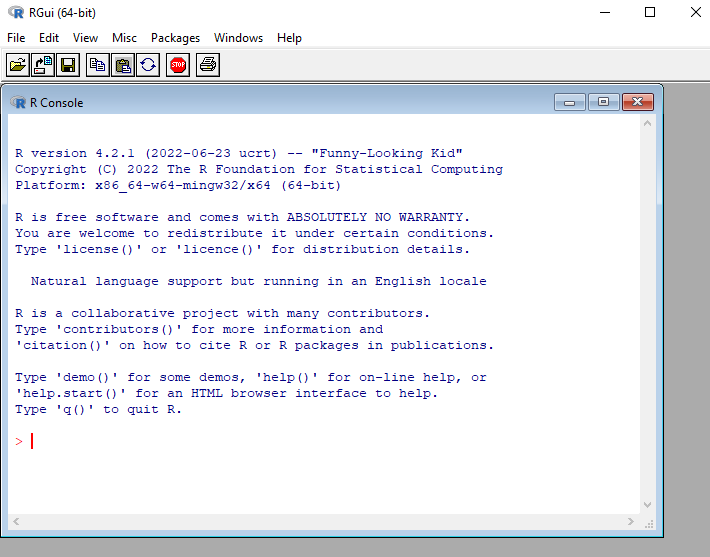 RGui (64-bit)
File Edit View Misc Packages Windows Help
STOP
R Console
R version 4.2.1 (2022-06-23 ucrt) -- "Funny-Looking Kid"
Copyright (C) 2022 The R Foundation for Statistical Computing
Platform: x86_64-w64-mingw32/x64 (64-bit)
R is free software and comes with ABSOLUTELY NO WARRANTY.
You are welcome to redistribute it under certain conditions.
Type 'license()' or 'licence()' for distribution details.
Natural language support but running in an English locale
R is a collaborative project with many contributors.
Type 'contributors()' for more information and
'citation()' on how to cite R or R packages in publications.
Type 'demo()' for some demos, 'help()' for on-line help, or
'help.start()' for an HTML browser interface to help.
Type 'q()' to quit R.
>